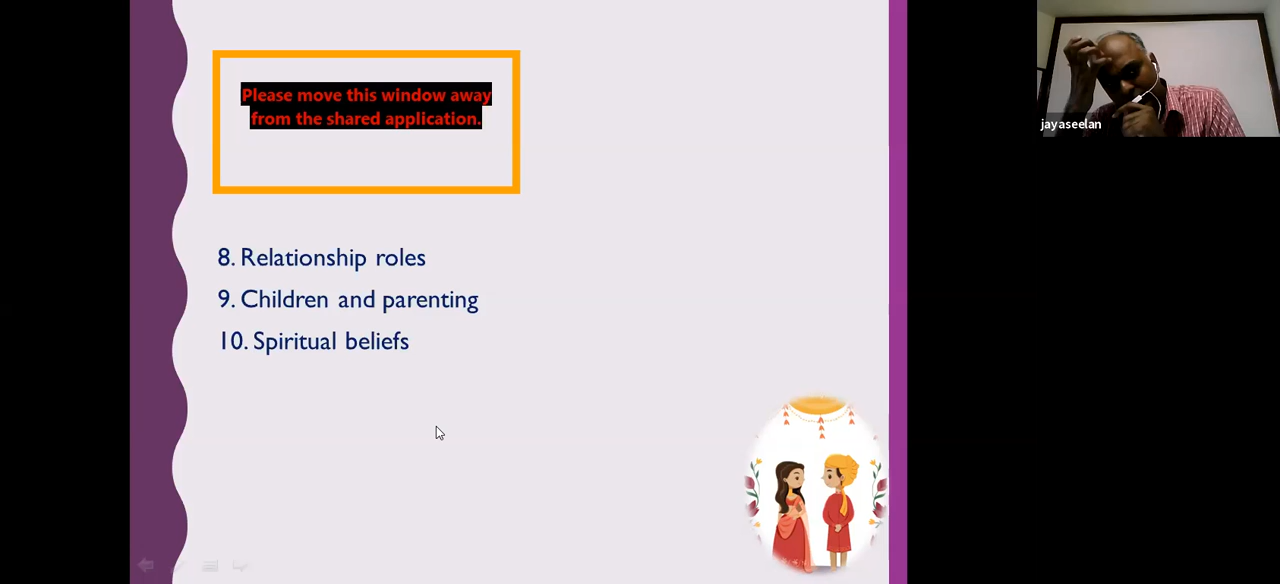 Please move this window away
from the shared application.
jayaseelan
8. Relationship roles
9. Children and parenting
10. Spiritual beliefs